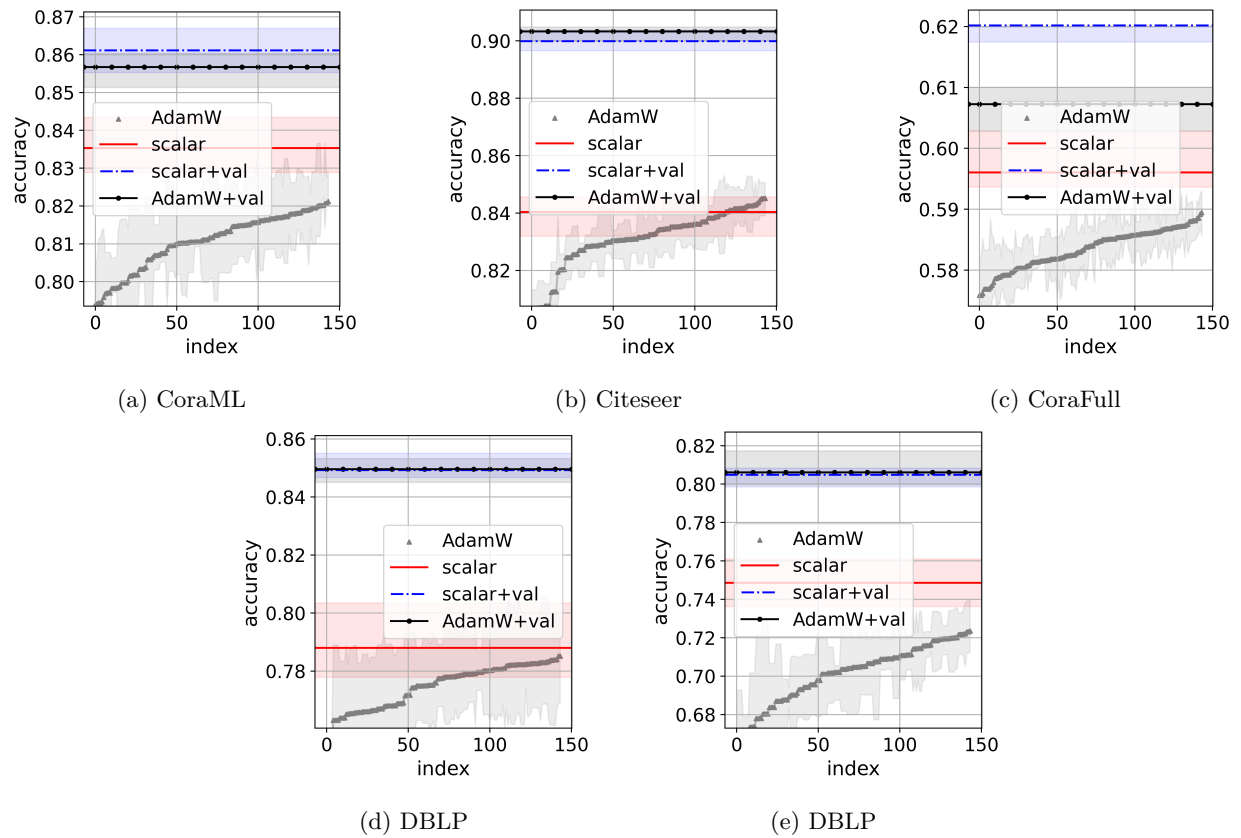 0.87
0.86
0.85
0.84
0.83
0.82
0.81
0.80
accuracy
AdamW
scalar
scalar+val
AdamW+val
0 50 100 150
index
(a) CoraML
0.90
0.88
0.86
0.84
0.82
accuracy
AdamW
scalar
scalar+val
AdamW+val
0 50 100 150
index
(b) Citeseer
0.62
0.61
0.60
0.59
0.58
accuracy
AdamW
scalar
scalar+val
AdamW+val
0 50 100 150
index
(c) CoraFull
0.86
0.84
0.82
0.80
0.78
accuracy
AdamW
scalar
scalar+val
AdamW+val
0 50 100 150
index
(d) DBLP
0.82
0.80
0.78
0.76
0.74
0.72
0.70
0.68
accuracy
AdamW
scalar
scalar+val
AdamW+val
0 50 100 150
index
(e) DBLP